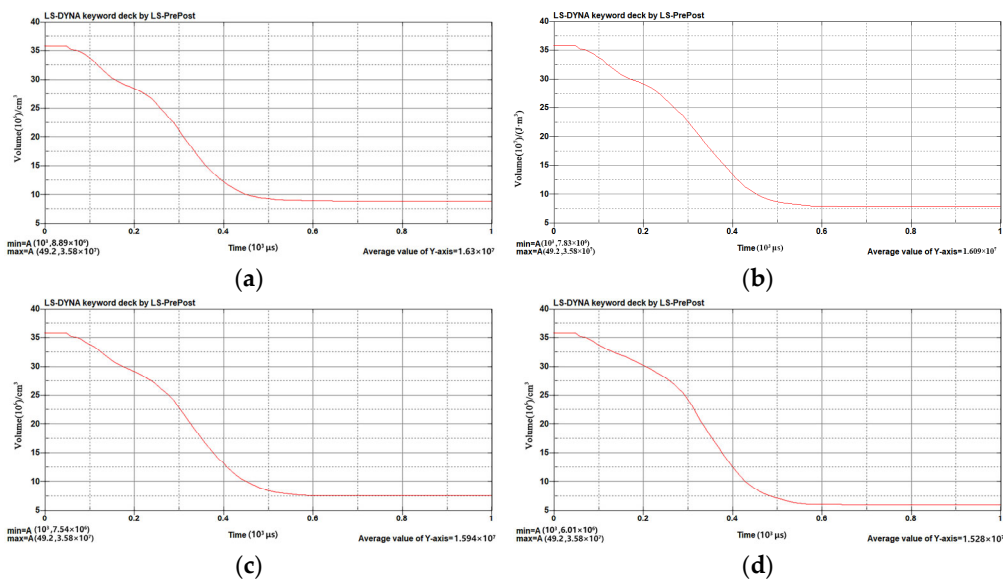 LS-DYNA keyword deck by LS-PrePost
40
35
30
25
20
15
10
5
Volume(10⁶)/cm³
0 0.2 0.4 0.6 0.8 1
Time (10³ μs)
min=A (10³,8.89×10⁶)
max=A (49.2,3.58×10⁷)
Average value of Y-axis=1.63×10⁷
(a)
LS-DYNA keyword deck by LS-PrePost
40
35
30
25
20
15
10
5
0 0.2 0.4 0.6 0.8 1
Time (10³ μs)
min=A(10³,7.83×10⁶)
max=A(49.2,3.58×10⁷)
Average value of Y-axis=1.609×10⁷
(b)
LS-DYNA keyword deck by LS-PrePost
40
35
30
25
20
15
10
5
Volume(10⁶)/cm³
0 0.2 0.4 0.6 0.8 1
Time (10³ μs)
min=A (10³,7.54×10⁶)
max=A(49.2,3.58×10⁷)
Average value of Y-axis=1.594×10⁷
(c)
LS-DYNA keyword deck by LS-PrePost
40
35
30
25
20
15
10
5
Volume(10⁶)/cm³
0 0.2 0.4 0.6 0.8 1
Time (10³ μs)
min=A (10³,6.01×10⁶)
max=A (49.2,3.58×10⁷)
Average value of Y-axis=1.528×10⁷
(d)